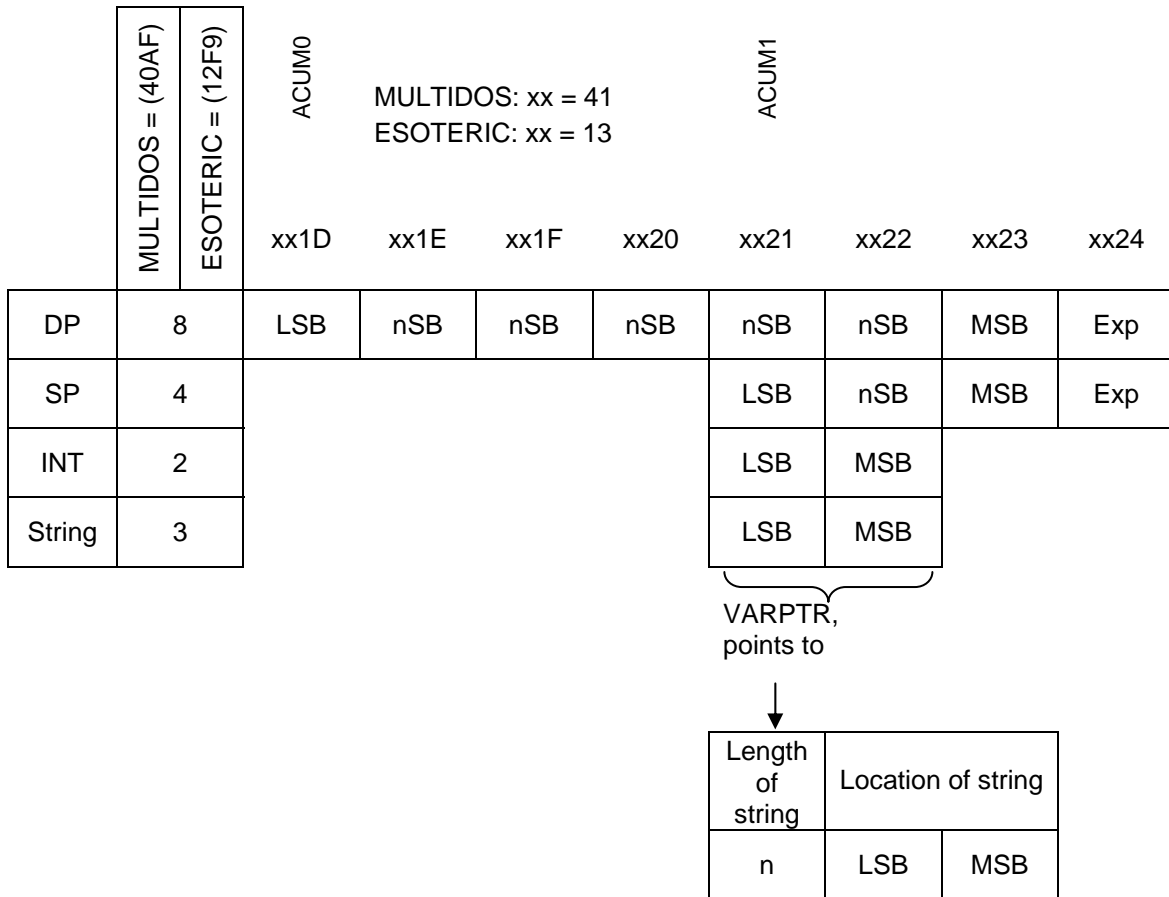 MULTIDOS = (40AF)
ESOTERIC = (12F9)
ACUM0
MULTIDOS: xx = 41
ESOTERIC: xx = 13
ACUM1
xx1D xx1E xx1F xx20 xx21 xx22 xx23 xx24
DP 8 LSB nSB nSB nSB nSB nSB MSB Exp
SP 4 LSB nSB MSB Exp
INT 2 LSB MSB
String 3 LSB MSB
VARPTR,
points to
Length
of
string
Location of string
n LSB MSB